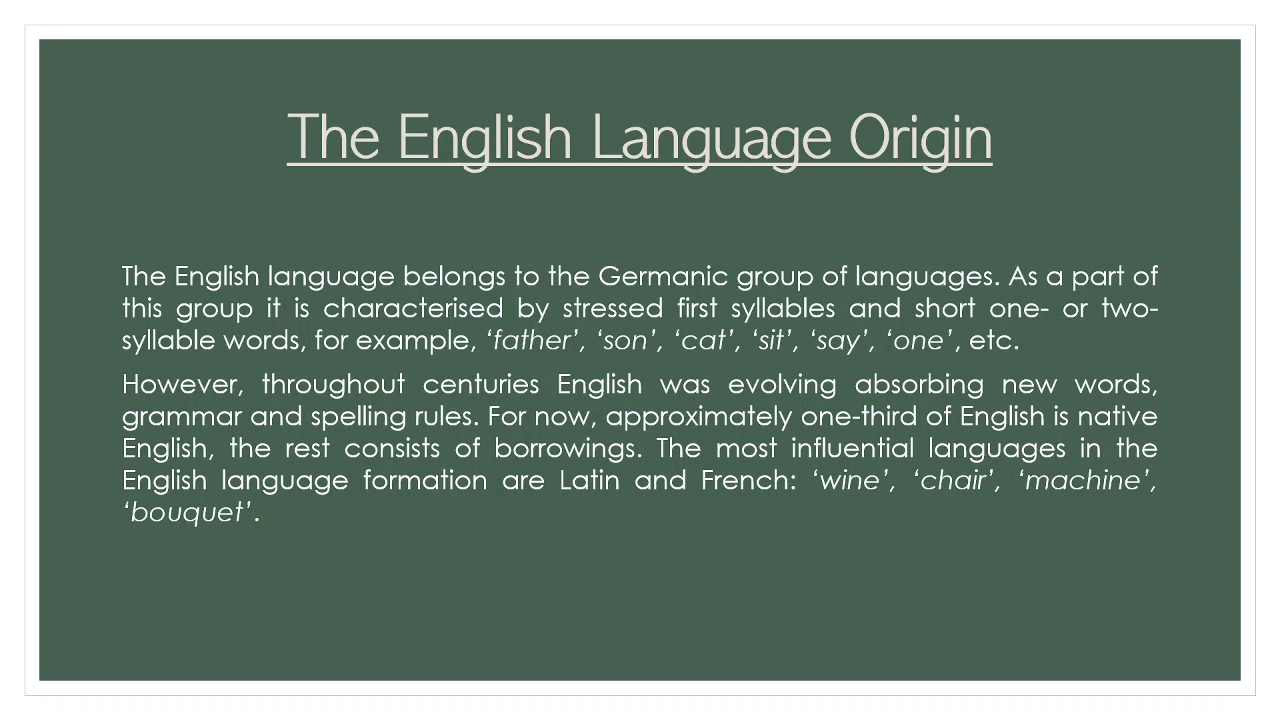 The English Language Origin
The English language belongs to the Germanic group of languages. As a part of
this group it is characterised by stressed first syllables and short one- or two-
syllable words, for example, ‘father’, ‘son’, ‘cat’, ‘sit’, ‘say’, ‘one’, etc.
However, throughout centuries English was evolving absorbing new words,
grammar and spelling rules. For now, approximately one-third of English is native
English, the rest consists of borrowings. The most influential languages in the
English language formation are Latin and French: ‘wine’, ‘chair’, ‘machine’,
‘bouquet’.